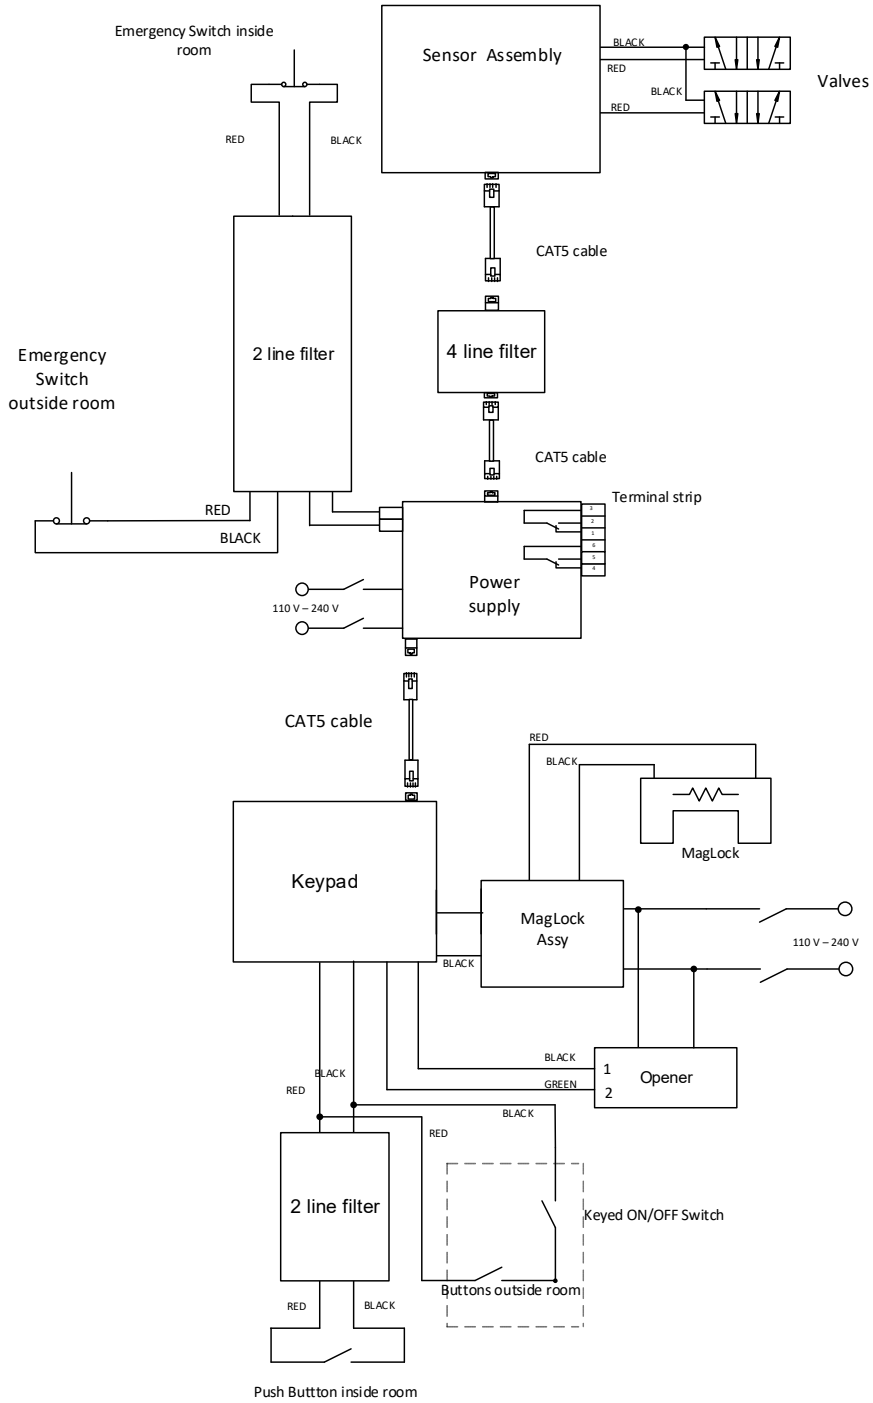 Emergency Switch inside
room
Sensor Assembly
BLACK
RED
BLACK
RED
Valves
RED
BLACK
CAT5 cable
2 line filter
4 line filter
Emergency
Switch
outside room
CAT5 cable
Terminal strip
3
2
1
6
5
4
RED
BLACK
Power
supply
110 V – 240 V
CAT5 cable
RED
BLACK
MagLock
Keypad
MagLock
Assy
110 V – 240 V
BLACK
BLACK
GREEN
1
2
Opener
BLACK
RED
BLACK
RED
2 line filter
Keyed ON/OFF Switch
Buttons outside room
RED
BLACK
Push Buttton inside room